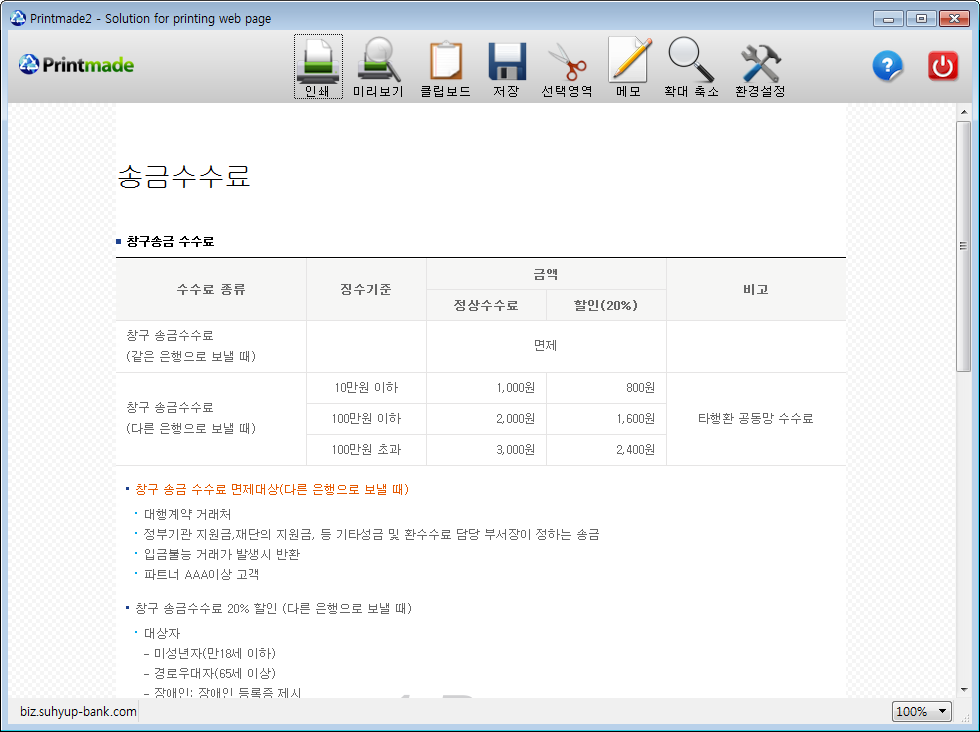 Printmade2 - Solution for printing web page
Printmade
인쇄 미리보기 클립보드 저장 선택영역 메모 확대 축소 환경설정
송금수수료
창구송금 수수료
수수료 종류 징수기준 금액 비고
정상수수료 할인(20%)
창구 송금수수료
(같은 은행으로 보낼 때)
면제
창구 송금수수료
(다른 은행으로 보낼 때)
10만원 이하 1,000원 800원
100만원 이하 2,000원 1,600원
타행환 공동망 수수료
100만원 초과 3,000원 2,400원
창구 송금 수수료 면제대상(다른 은행으로 보낼 때)
대행계약 거래처
정부기관 지원금,재단의 지원금, 등 기타성금 및 환수수료 담당 부서장이 정하는 송금
입금불능 거래가 발생시 반환
파트너 AAA이상 고객
창구 송금수수료 20% 할인 (다른 은행으로 보낼 때)
대상자
- 미성년자(만18세 이하)
- 경로우대자(65세 이상)
- 장애인: 장애인 등록증 제시
biz.suhyup-bank.com
100%